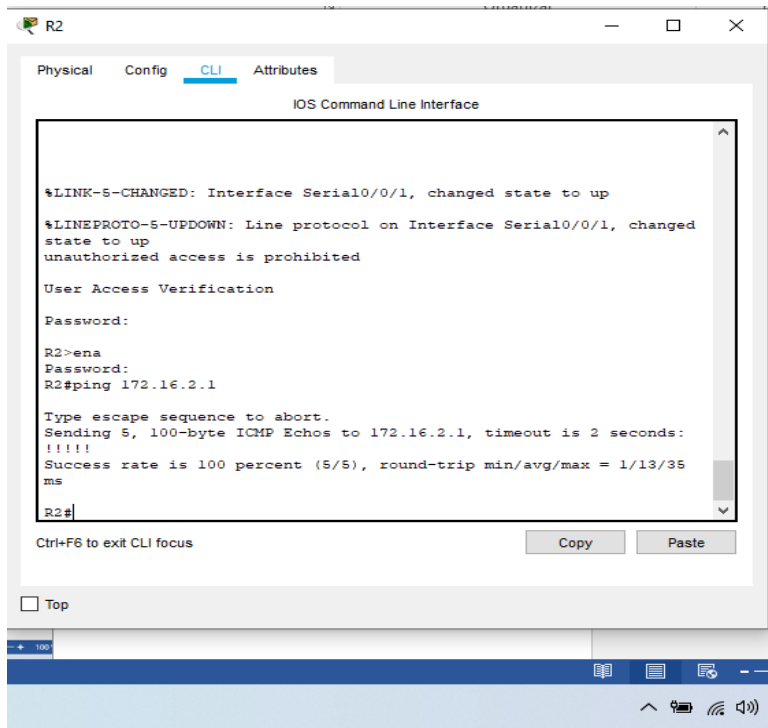 R2
Physical Config CLI Attributes
IOS Command Line Interface
%LINK-5-CHANGED: Interface Serial0/0/1, changed state to up
%LINEPROTO-5-UPDOWN: Line protocol on Interface Serial0/0/1, changed
state to up
unauthorized access is prohibited
User Access Verification
Password:
R2>ena
Password:
R2#ping 172.16.2.1
Type escape sequence to abort.
Sending 5, 100-byte ICMP Echos to 172.16.2.1, timeout is 2 seconds:
!!!!!
Success rate is 100 percent (5/5), round-trip min/avg/max = 1/13/35
ms
R2#
Ctrl+F6 to exit CLI focus
Copy Paste
Top
100